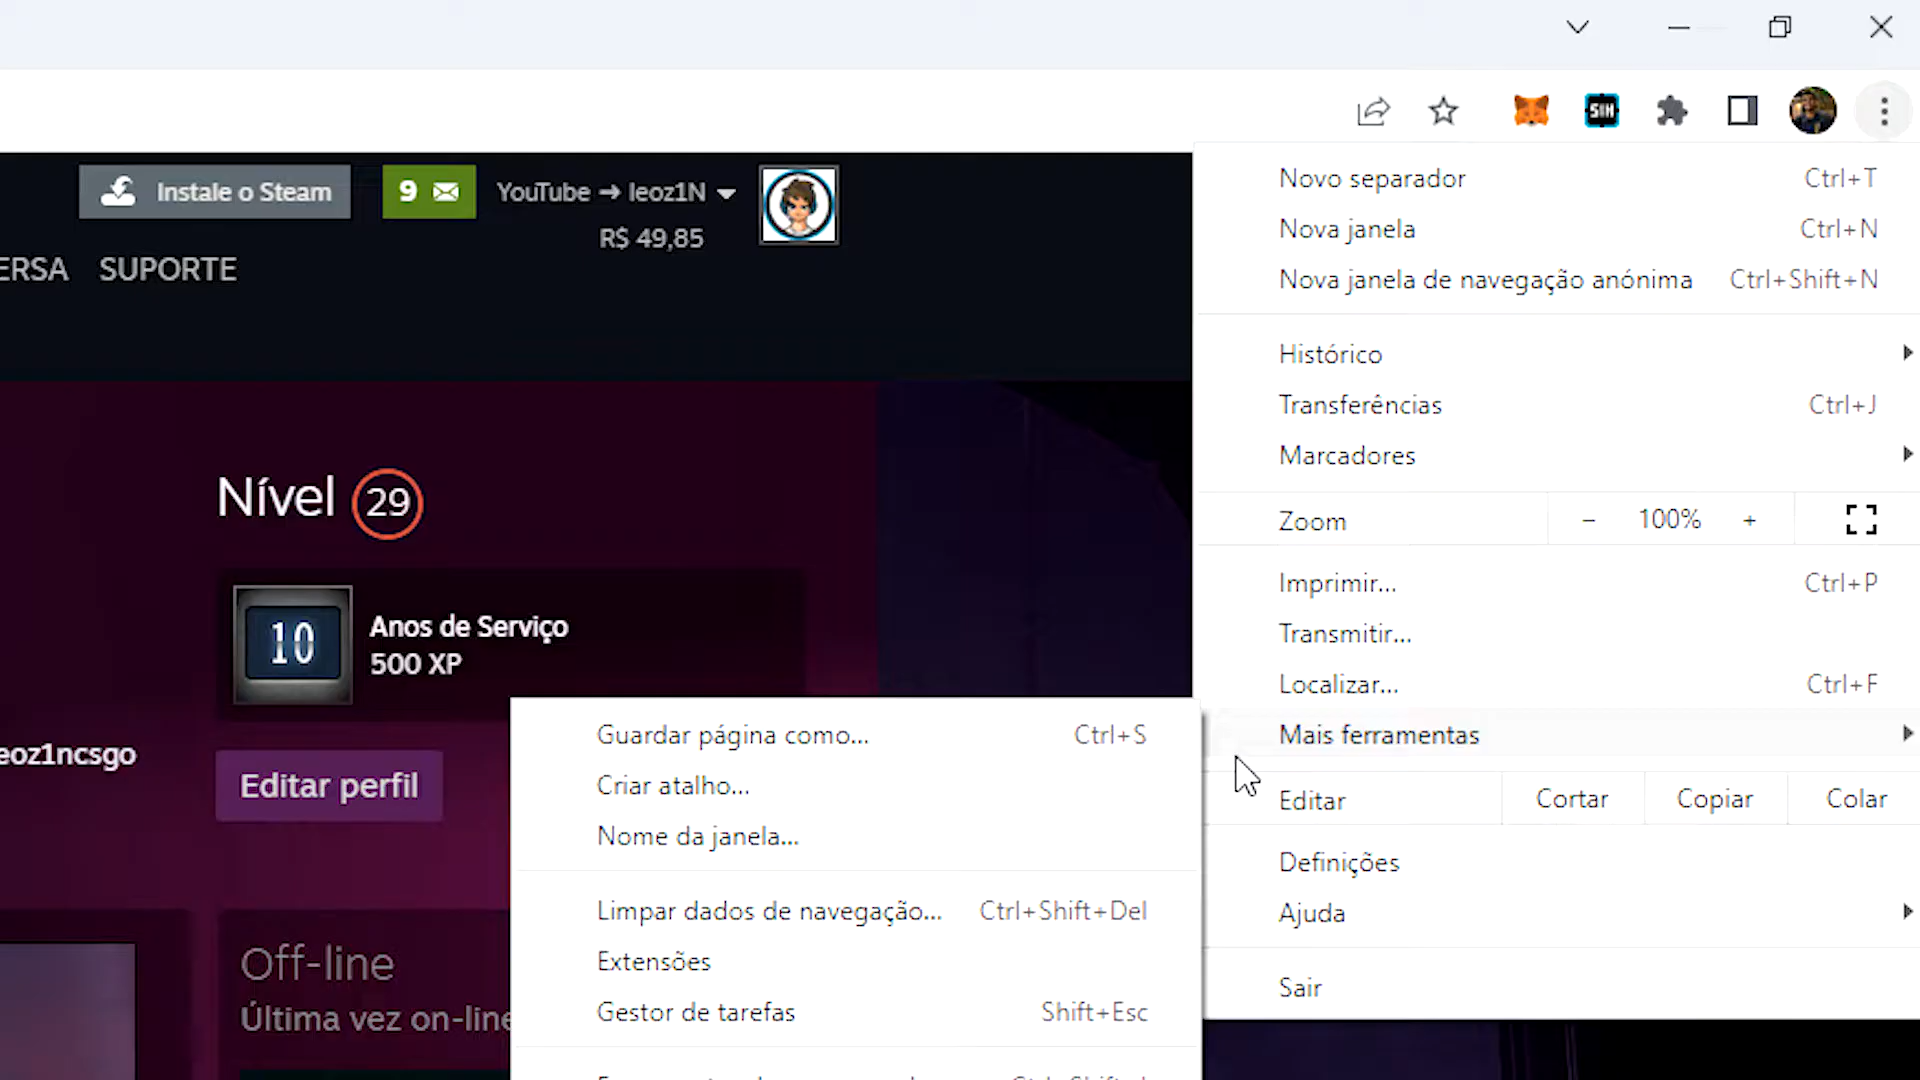 SIH
Instale o Steam
9
YouTube → leoz1N
R$ 49,85
ERSA SUPORTE
Nível 29
10
Anos de Serviço
500 XP
eoz1ncsgo
Editar perfil
Off-line
Última vez on-line
Novo separador Ctrl+T
Nova janela Ctrl+N
Nova janela de navegação anónima Ctrl+Shift+N
Histórico
Transferências Ctrl+J
Marcadores
Zoom − 100% +
Imprimir... Ctrl+P
Transmitir...
Localizar... Ctrl+F
Mais ferramentas
Editar Cortar Copiar Colar
Definições
Ajuda
Sair
Guardar página como... Ctrl+S
Criar atalho...
Nome da janela...
Limpar dados de navegação... Ctrl+Shift+Del
Extensões
Gestor de tarefas Shift+Esc